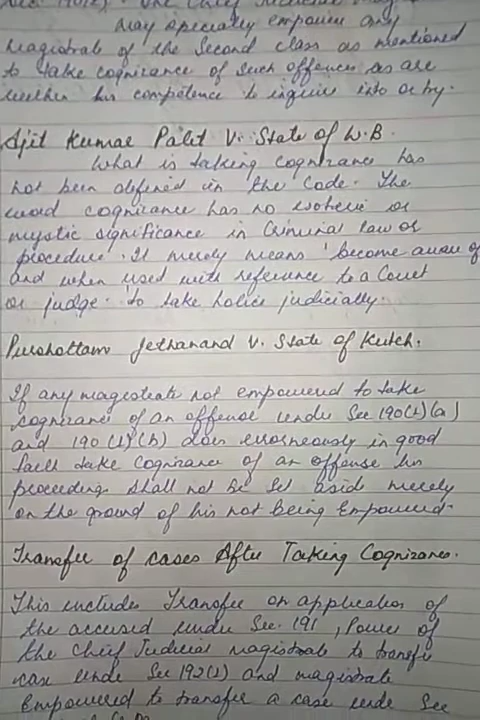 may specially empower any
Magistrate of the Second class as mentioned
to take cognizance of such offences as are
within his competence to inquire into or try.
Ajit Kumar Palit V. State of W.B.
What is taking cognizance has
not been defined in the Code. The
word cognizance has no esoteric or
mystic significance in Criminal law or
procedure. It merely means 'become aware of
and when used with reference to a Court
or judge. 'to take notice judicially.
Purshottam Jethanand V. State of Kutch.
If any magistrate not empowered to take
cognizance of an offense under Sec 190(1)(a)
and 190(1)(b) does erroneously in good
faith take cognizance of an offense his
proceeding shall not be set aside merely
on the ground of his not being Empowered.
Transfer of cases After Taking Cognizance.
This includes Transfer on application of
the accused under Sec. 191, Power of
the Chief Judicial magistrate to transfer
case under Sec 192(1) and magistrate
Empowered to transfer a case under Sec